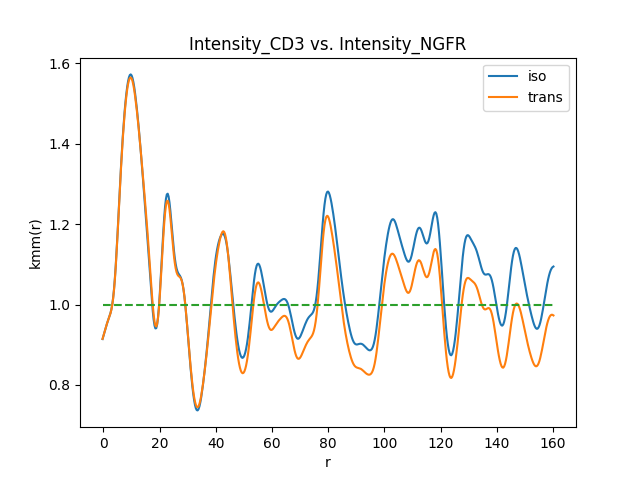 Intensity_CD3 vs. Intensity_NGFR
iso
trans
kmm(r)
1.6
1.4
1.2
1.0
0.8
0 20 40 60 80 100 120 140 160
r